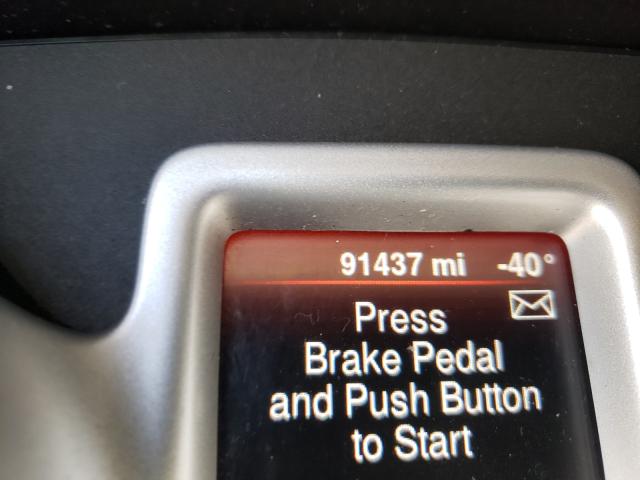 91437 mi -40°
Press
Brake Pedal
and Push Button
to Start